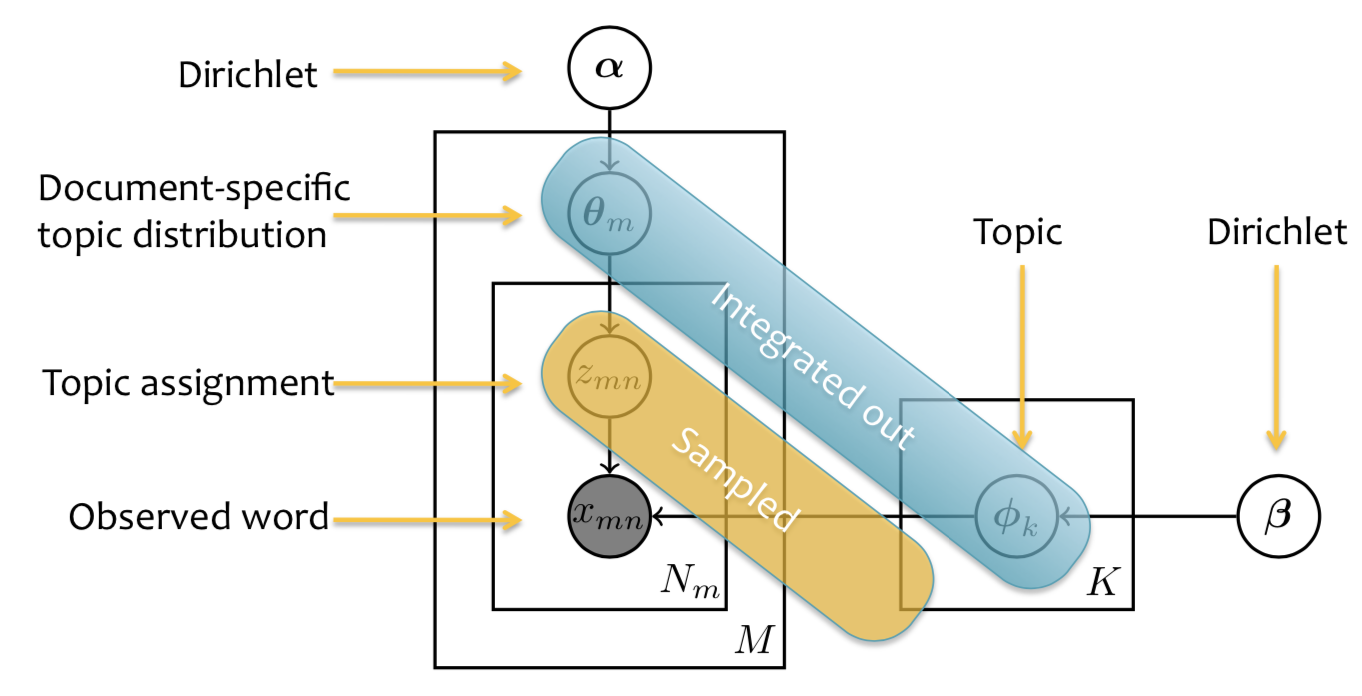 Dirichlet
α
Document-specific
topic distribution
θm
Topic
Dirichlet
Integrated out
Topic assignment
zmn
Sampled
Observed word
xmn
ϕk
β
Nm
K
M